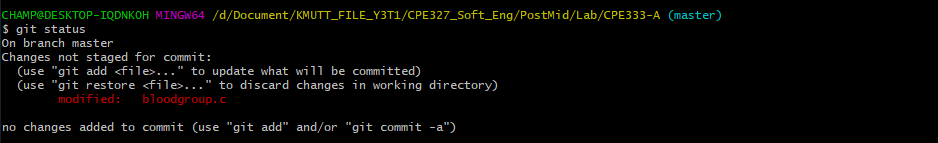 CHAMP@DESKTOP-IQDNKOH MINGW64 /d/Document/KMUTT_FILE_Y3T1/CPE327_Soft_Eng/PostMid/Lab/CPE333-A (master)
$ git status
On branch master
Changes not staged for commit:
  (use "git add <file>..." to update what will be committed)
  (use "git restore <file>..." to discard changes in working directory)
        modified:   bloodgroup.c

no changes added to commit (use "git add" and/or "git commit -a")